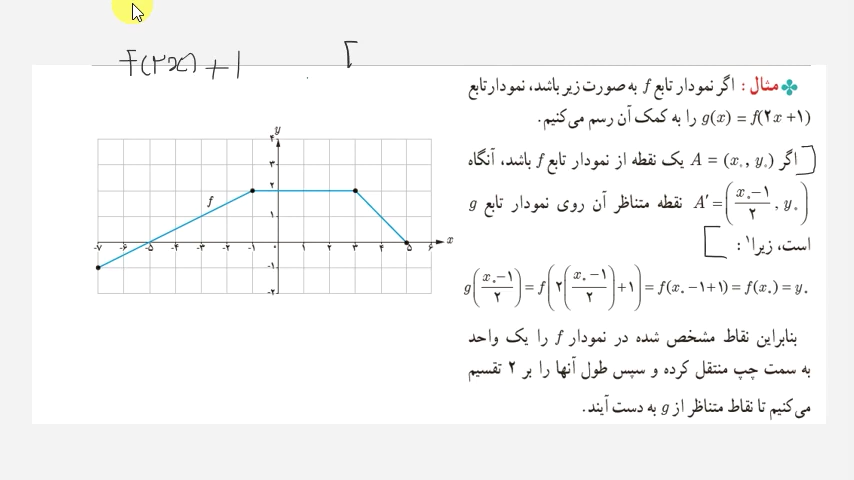 f(۲x) + ۱
مثال : اگر نمودار تابع f به صورت زیر باشد، نمودار تابع
g(x) = f(۲x + ۱) را به کمک آن رسم می‌کنیم.
اگر A = (x۰, y۰) یک نقطه از نمودار تابع f باشد، آنگاه
A′ = ((x۰−۱)/۲, y۰) نقطه متناظر آن روی نمودار تابع g
است، زیرا۱ :
g((x۰−۱)/۲) = f(۲((x۰−۱)/۲)+۱) = f(x۰−۱+۱) = f(x۰) = y۰
بنابراین نقاط مشخص شده در نمودار f را یک واحد
به سمت چپ منتقل کرده و سپس طول آنها را بر ۲ تقسیم
می‌کنیم تا نقاط متناظر از g به دست آیند.
y
۴
۳
۲
۱
f
-۷ -۶ -۵ -۴ -۳ -۲ -۱ ۱ ۲ ۳ ۴ ۵ ۶ x
-۱
-۲